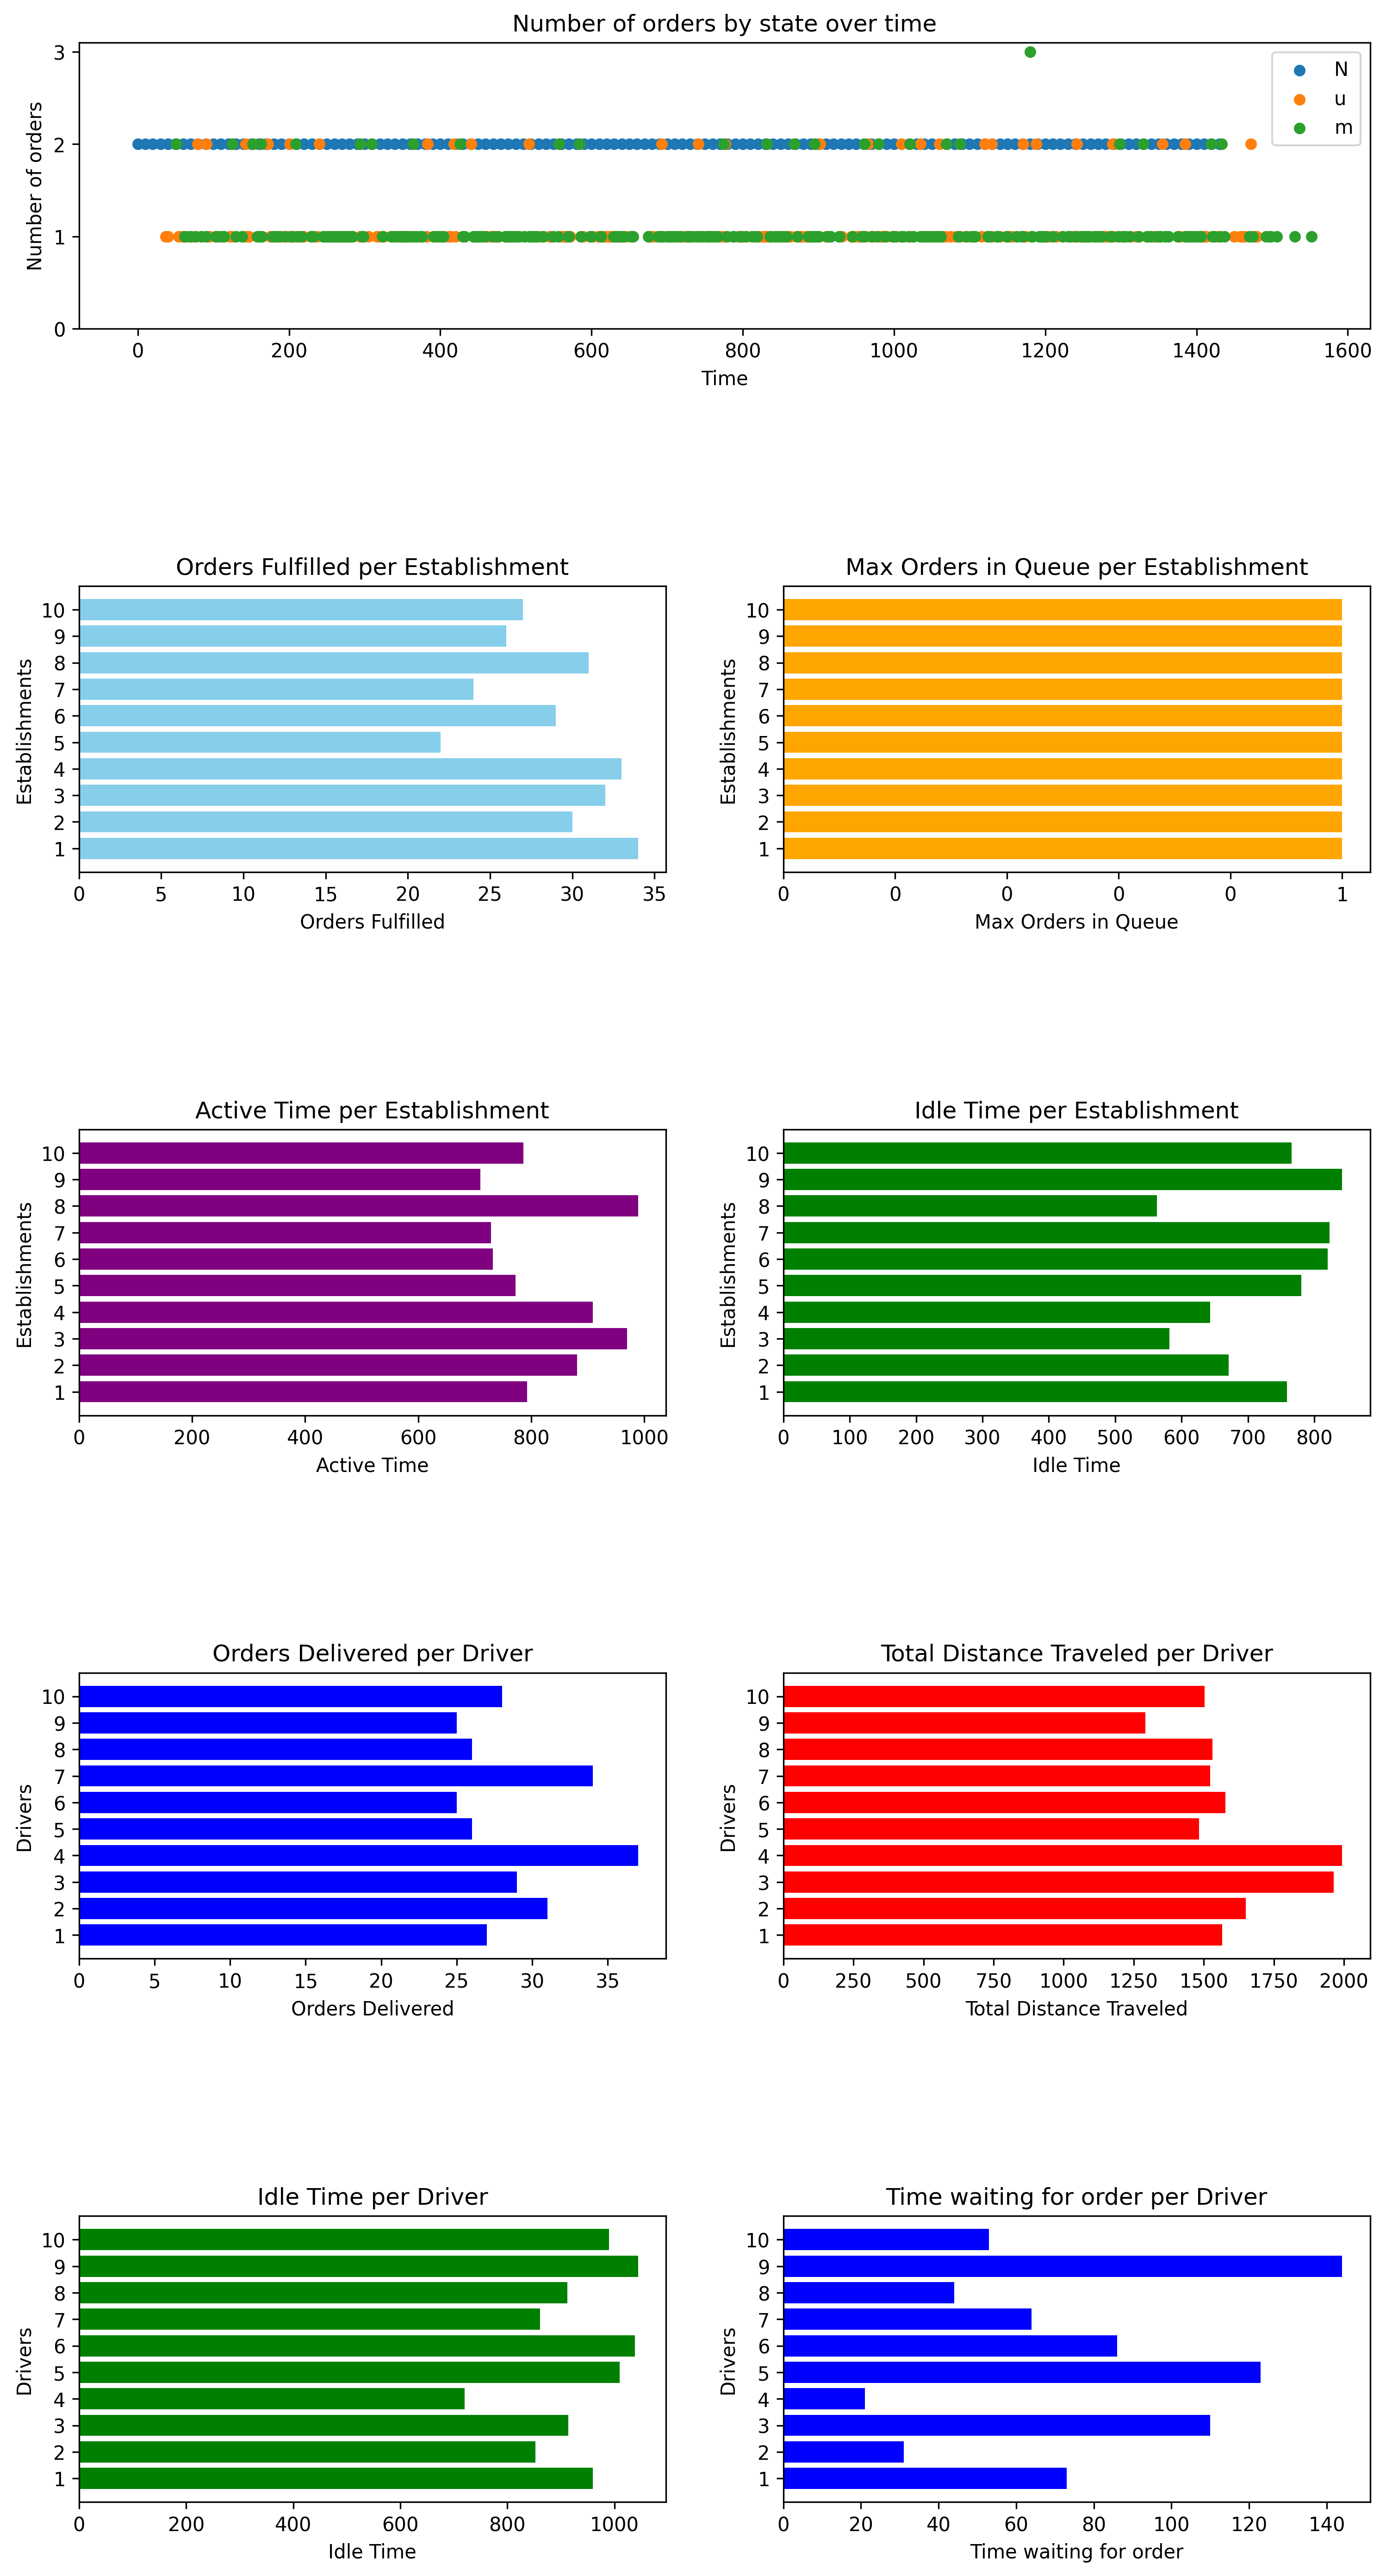 Number of orders by state over time
Number of orders
3
2
1
0
N
u
m
0 200 400 600 800 1000 1200 1400 1600
Time
Orders Fulfilled per Establishment
Establishments
10
9
8
7
6
5
4
3
2
1
0 5 10 15 20 25 30 35
Orders Fulfilled
Max Orders in Queue per Establishment
Establishments
10
9
8
7
6
5
4
3
2
1
0 0 0 0 0 1
Max Orders in Queue
Active Time per Establishment
Establishments
10
9
8
7
6
5
4
3
2
1
0 200 400 600 800 1000
Active Time
Idle Time per Establishment
Establishments
10
9
8
7
6
5
4
3
2
1
0 100 200 300 400 500 600 700 800
Idle Time
Orders Delivered per Driver
Drivers
10
9
8
7
6
5
4
3
2
1
0 5 10 15 20 25 30 35
Orders Delivered
Total Distance Traveled per Driver
Drivers
10
9
8
7
6
5
4
3
2
1
0 250 500 750 1000 1250 1500 1750 2000
Total Distance Traveled
Idle Time per Driver
Drivers
10
9
8
7
6
5
4
3
2
1
0 200 400 600 800 1000
Idle Time
Time waiting for order per Driver
Drivers
10
9
8
7
6
5
4
3
2
1
0 20 40 60 80 100 120 140
Time waiting for order